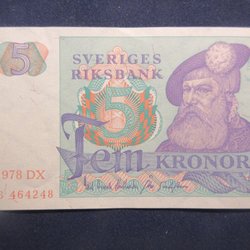 5
SVERIGES
RIKSBANK
5
Fem KRONOR
1978 DX
464248